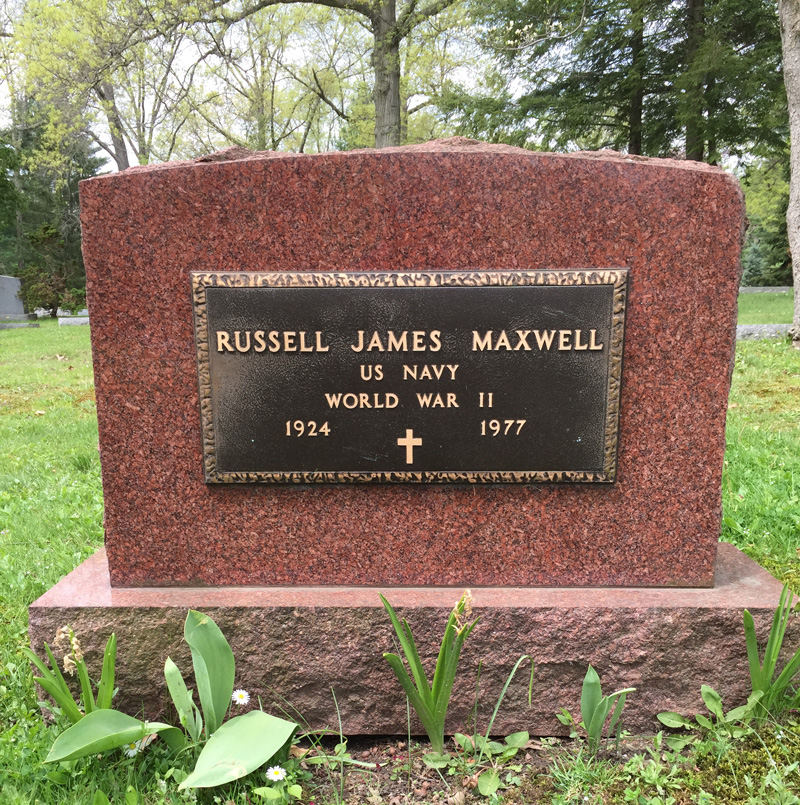 RUSSELL JAMES MAXWELL
US NAVY
WORLD WAR II
1924 1977